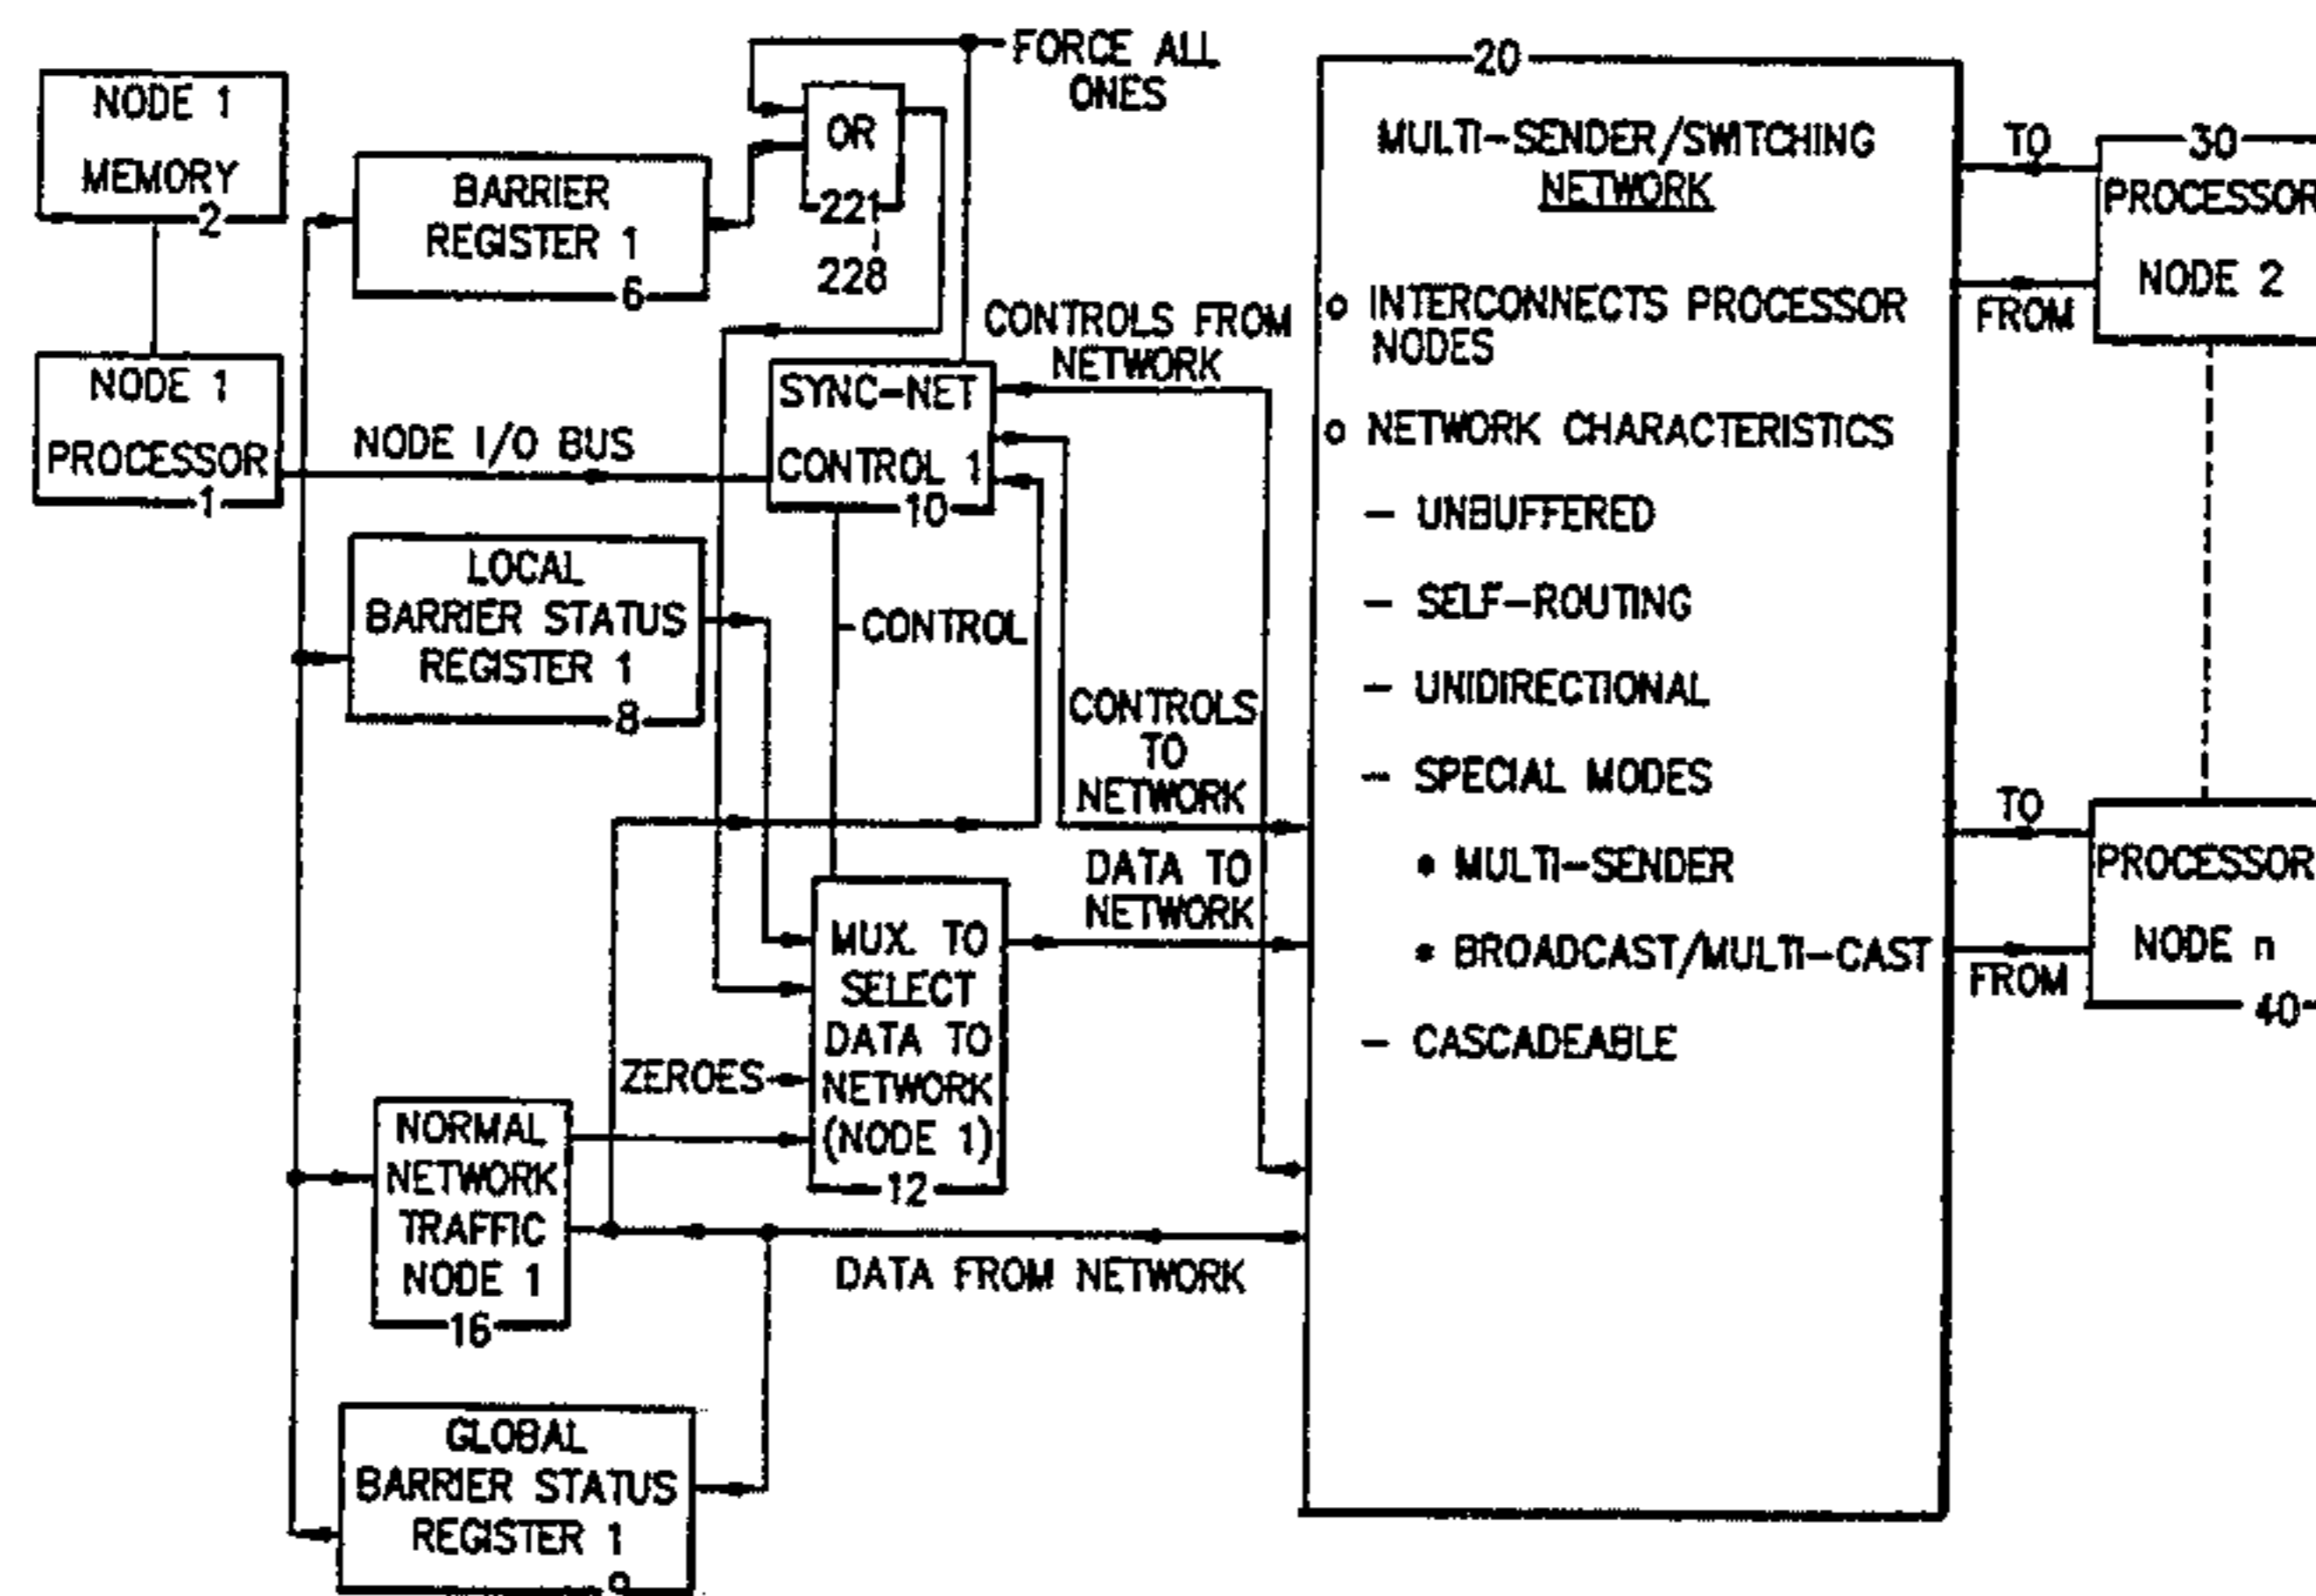 NODE 1
MEMORY
2
NODE 1
PROCESSOR
1
BARRIER
REGISTER 1
6
FORCE ALL
ONES
OR
221
228
NODE I/O BUS
SYNC-NET
CONTROL 1
10
CONTROLS FROM
NETWORK
LOCAL
BARRIER STATUS
REGISTER 1
8
CONTROL
CONTROLS
TO
NETWORK
DATA TO
NETWORK
MUX. TO
SELECT
DATA TO
NETWORK
(NODE 1)
12
ZEROES
NORMAL
NETWORK
TRAFFIC
NODE 1
16
DATA FROM NETWORK
GLOBAL
BARRIER STATUS
REGISTER 1
9
20
MULTI-SENDER/SWITCHING
NETWORK
o INTERCONNECTS PROCESSOR
NODES
o NETWORK CHARACTERISTICS
- UNBUFFERED
- SELF-ROUTING
- UNIDIRECTIONAL
- SPECIAL MODES
• MULTI-SENDER
• BROADCAST/MULTI-CAST
- CASCADEABLE
TO
FROM
30
PROCESSOR
NODE 2
TO
FROM
PROCESSOR
NODE n
40